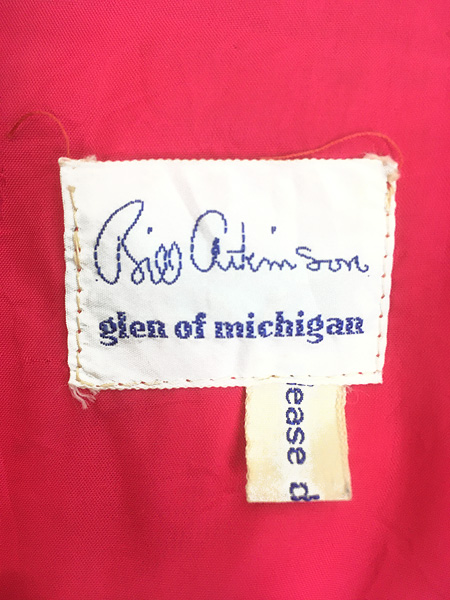 Bill Atkinson
glen of michigan
lease d